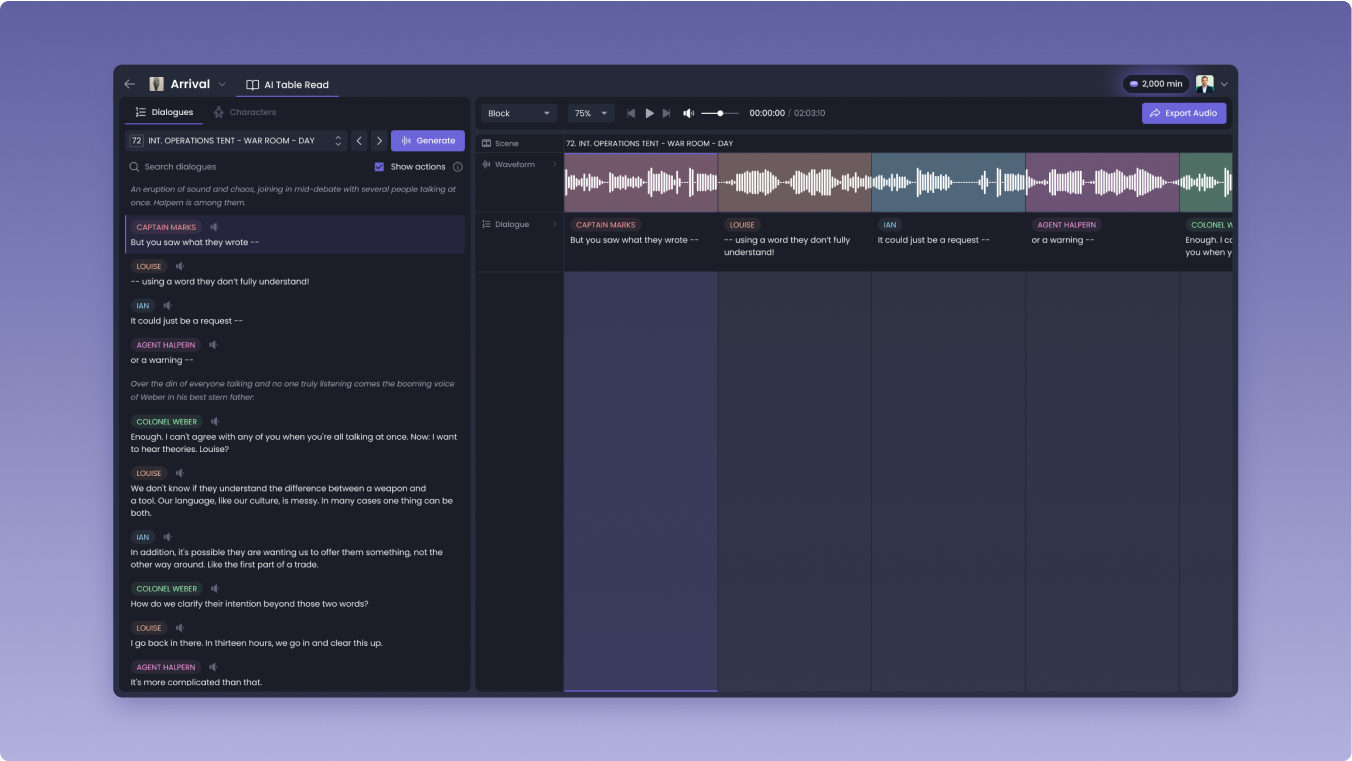 Arrival
AI Table Read
2,000 min
Dialogues
Characters
Block
75%
00:00:00 / 02:03:10
Export Audio
72 INT. OPERATIONS TENT - WAR ROOM - DAY
Generate
Search dialogues
Show actions
An eruption of sound and chaos, joining in mid-debate with several people talking at
once. Halpern is among them.
CAPTAIN MARKS
But you saw what they wrote --
LOUISE
-- using a word they don't fully understand!
IAN
It could just be a request --
AGENT HALPERN
or a warning --
Over the din of everyone talking and no one truly listening comes the booming voice
of Weber in his best stern father.
COLONEL WEBER
Enough. I can't agree with any of you when you're all talking at once. Now: I want
to hear theories. Louise?
LOUISE
We don't know if they understand the difference between a weapon and
a tool. Our language, like our culture, is messy. In many cases one thing can be
both.
IAN
In addition, it's possible they are wanting us to offer them something, not the
other way around. Like the first part of a trade.
COLONEL WEBER
How do we clarify their intention beyond those two words?
LOUISE
I go back in there. In thirteen hours, we go in and clear this up.
AGENT HALPERN
It's more complicated than that.
Scene
72. INT. OPERATIONS TENT - WAR ROOM - DAY
Waveform
Dialogue
CAPTAIN MARKS
But you saw what they wrote --
LOUISE
-- using a word they don't fully
understand!
IAN
It could just be a request --
AGENT HALPERN
or a warning --
COLONEL W
Enough. I ca
you when y